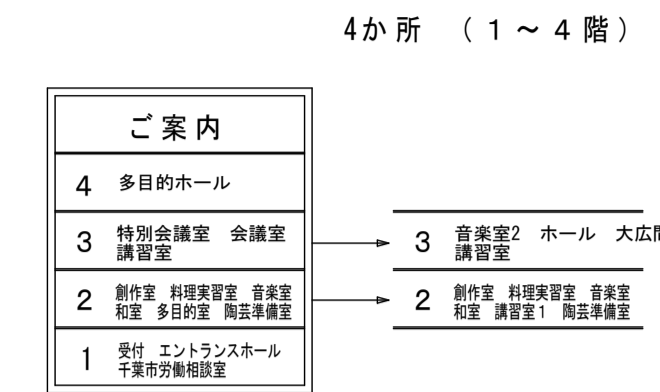 4か所 （1～4階）
ご案内
4 多目的ホール
3 特別会議室 会議室
講習室
2 創作室 料理実習室 音楽室
和室 多目的室 陶芸準備室
1 受付 エントランスホール
千葉市労働相談室
3 音楽室2 ホール 大広間
講習室
2 創作室 料理実習室 音楽室
和室 講習室1 陶芸準備室